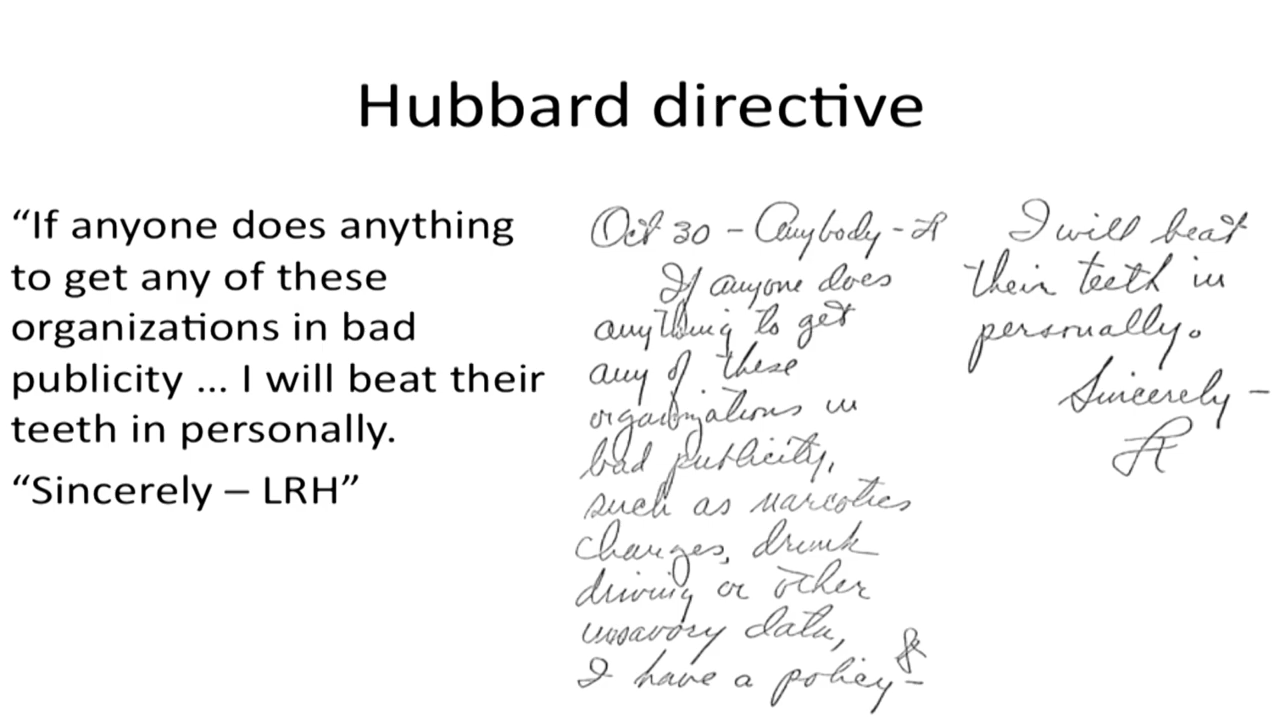 Hubbard directive
“If anyone does anything
to get any of these
organizations in bad
publicity ... I will beat their
teeth in personally.
“Sincerely – LRH”
Oct 30 – Anybody –
If anyone does
anything to get
any of these
organizations in
bad publicity,
such as narcotics
charges, drunk
driving or other
unsavory data,
I have a policy –
I will beat
their teeth in
personally.
Sincerely –